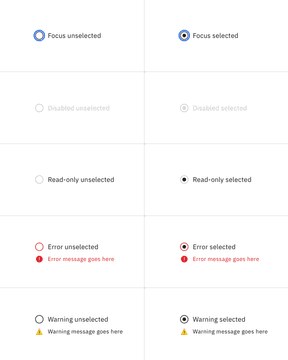 Focus unselected
Focus selected
Disabled unselected
Disabled selected
Read-only unselected
Read-only selected
Error unselected
Error message goes here
Error selected
Error message goes here
Warning unselected
Warning message goes here
Warning selected
Warning message goes here